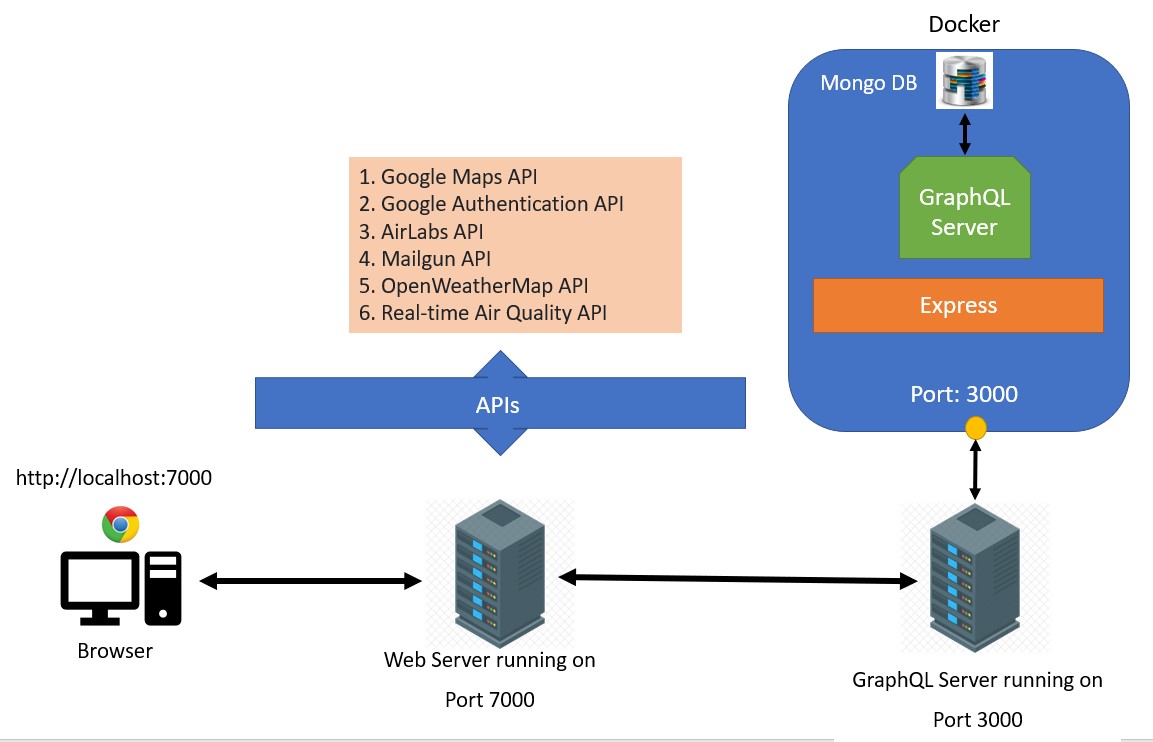 Docker
Mongo DB
GraphQL
Server
Express
Port: 3000
1. Google Maps API
2. Google Authentication API
3. AirLabs API
4. Mailgun API
5. OpenWeatherMap API
6. Real-time Air Quality API
APIs
http://localhost:7000
Browser
Web Server running on
Port 7000
GraphQL Server running on
Port 3000